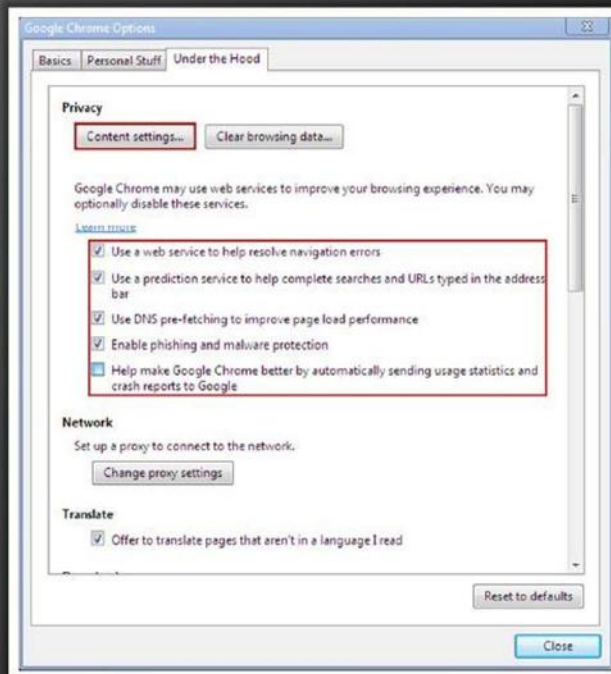 Google Chrome Options
Basics Personal Stuff Under the Hood
Privacy
Content settings... Clear browsing data...
Google Chrome may use web services to improve your browsing experience. You may
optionally disable these services.
Learn more
Use a web service to help resolve navigation errors
Use a prediction service to help complete searches and URLs typed in the address
bar
Use DNS pre-fetching to improve page load performance
Enable phishing and malware protection
Help make Google Chrome better by automatically sending usage statistics and
crash reports to Google
Network
Set up a proxy to connect to the network.
Change proxy settings
Translate
Offer to translate pages that aren't in a language I read
Reset to defaults
Close